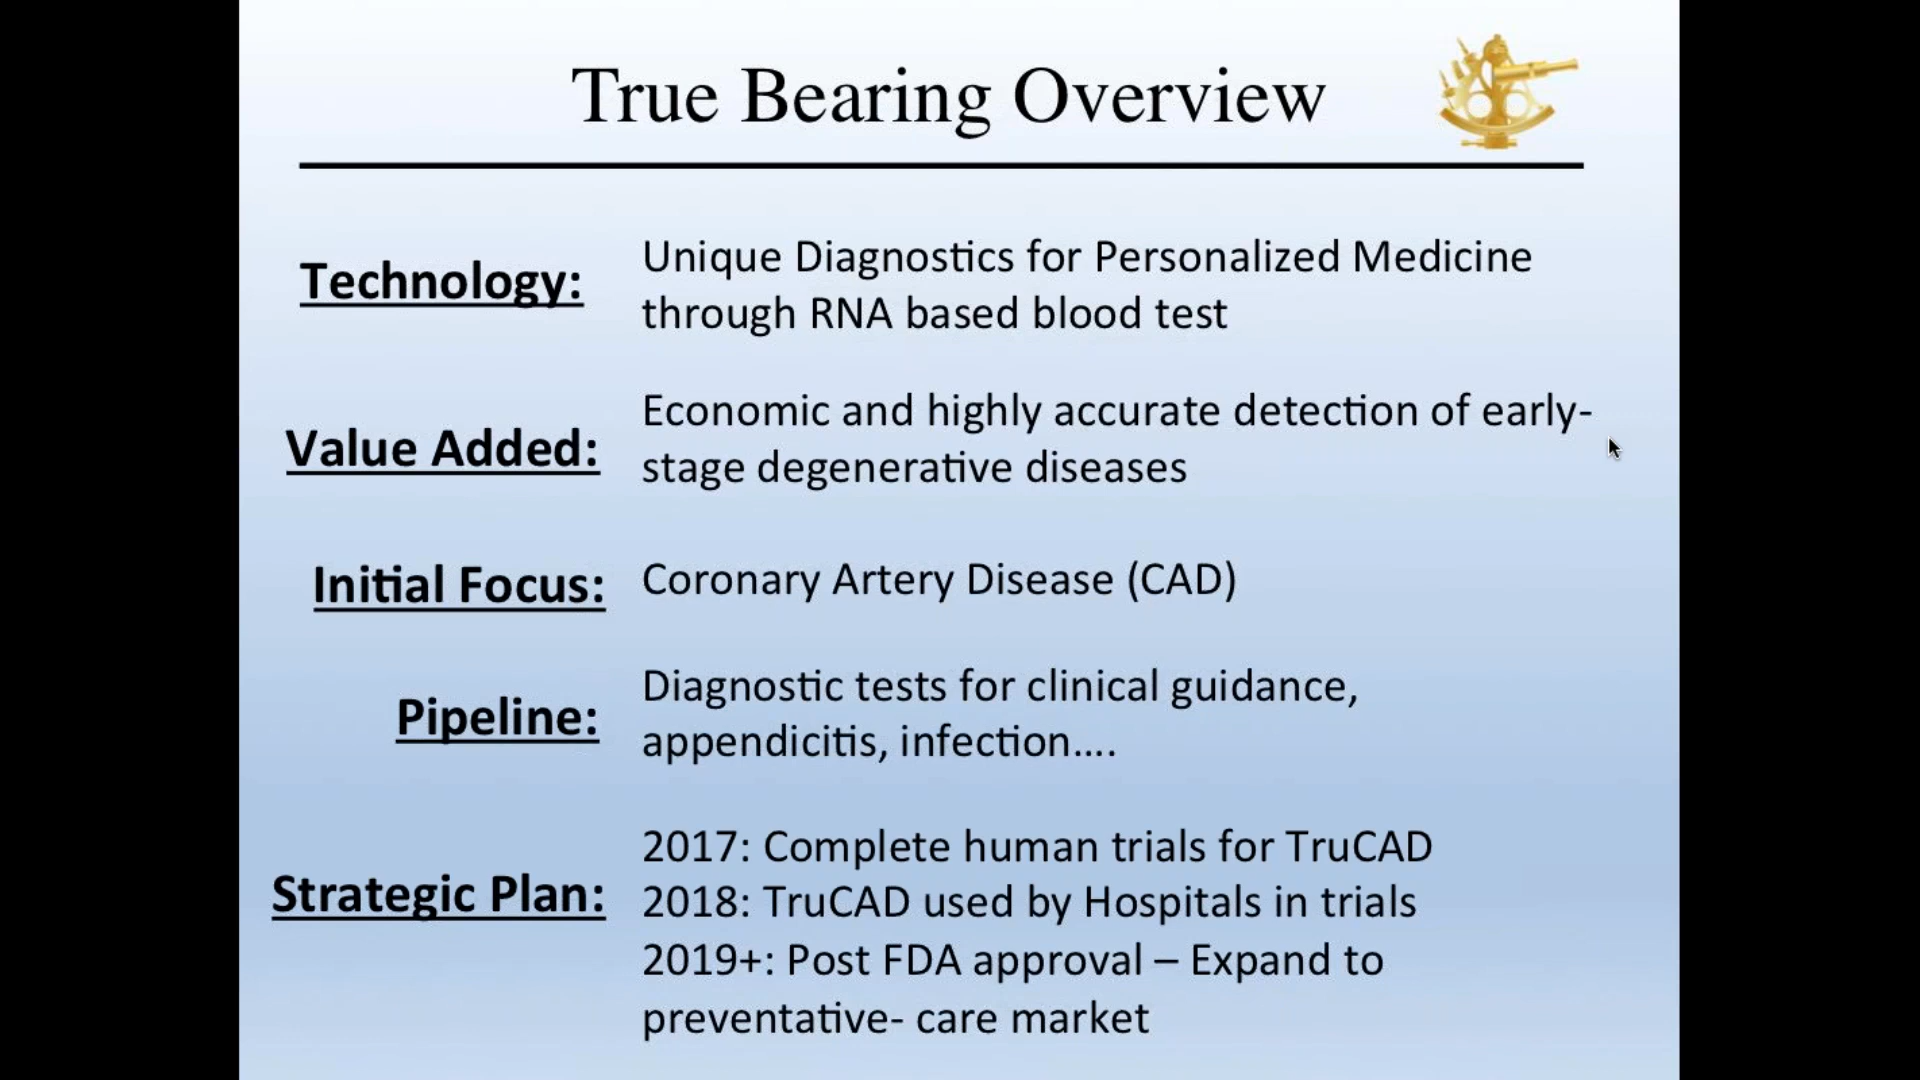 True Bearing Overview
Technology:
Unique Diagnostics for Personalized Medicine
through RNA based blood test
Value Added:
Economic and highly accurate detection of early-
stage degenerative diseases
Initial Focus:
Coronary Artery Disease (CAD)
Pipeline:
Diagnostic tests for clinical guidance,
appendicitis, infection....
Strategic Plan:
2017: Complete human trials for TruCAD
2018: TruCAD used by Hospitals in trials
2019+: Post FDA approval – Expand to
preventative- care market